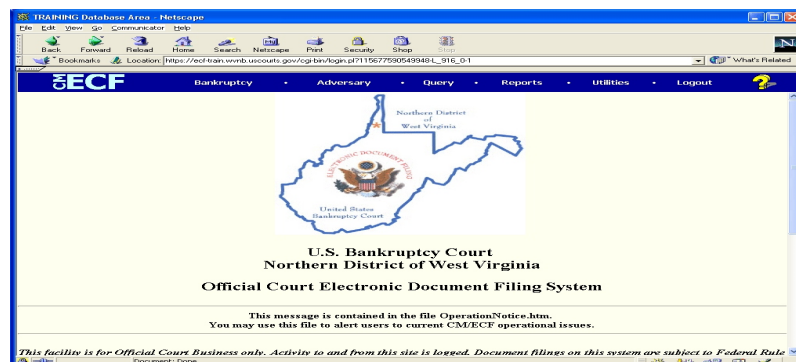 TRAINING Database Area - Netscape
File Edit View Go Communicator Help
Back Forward Reload Home Search Netscape Print Security Shop Stop
Bookmarks Location: https://ecf-train.wvnb.uscourts.gov/cgi-bin/login.pl?115677590549948-L_916_0-1 What's Related
CM ECF Bankruptcy • Adversary • Query • Reports • Utilities • Logout ?
Northern District
of
West Virginia
ELECTRONIC DOCUMENT FILING
United States
Bankruptcy Court
U.S. Bankruptcy Court
Northern District of West Virginia
Official Court Electronic Document Filing System
This message is contained in the file OperationNotice.htm.
You may use this file to alert users to current CM/ECF operational issues.
This facility is for Official Court Business only. Activity to and from this site is logged. Document filings on this system are subject to Federal Rule
Document: Done